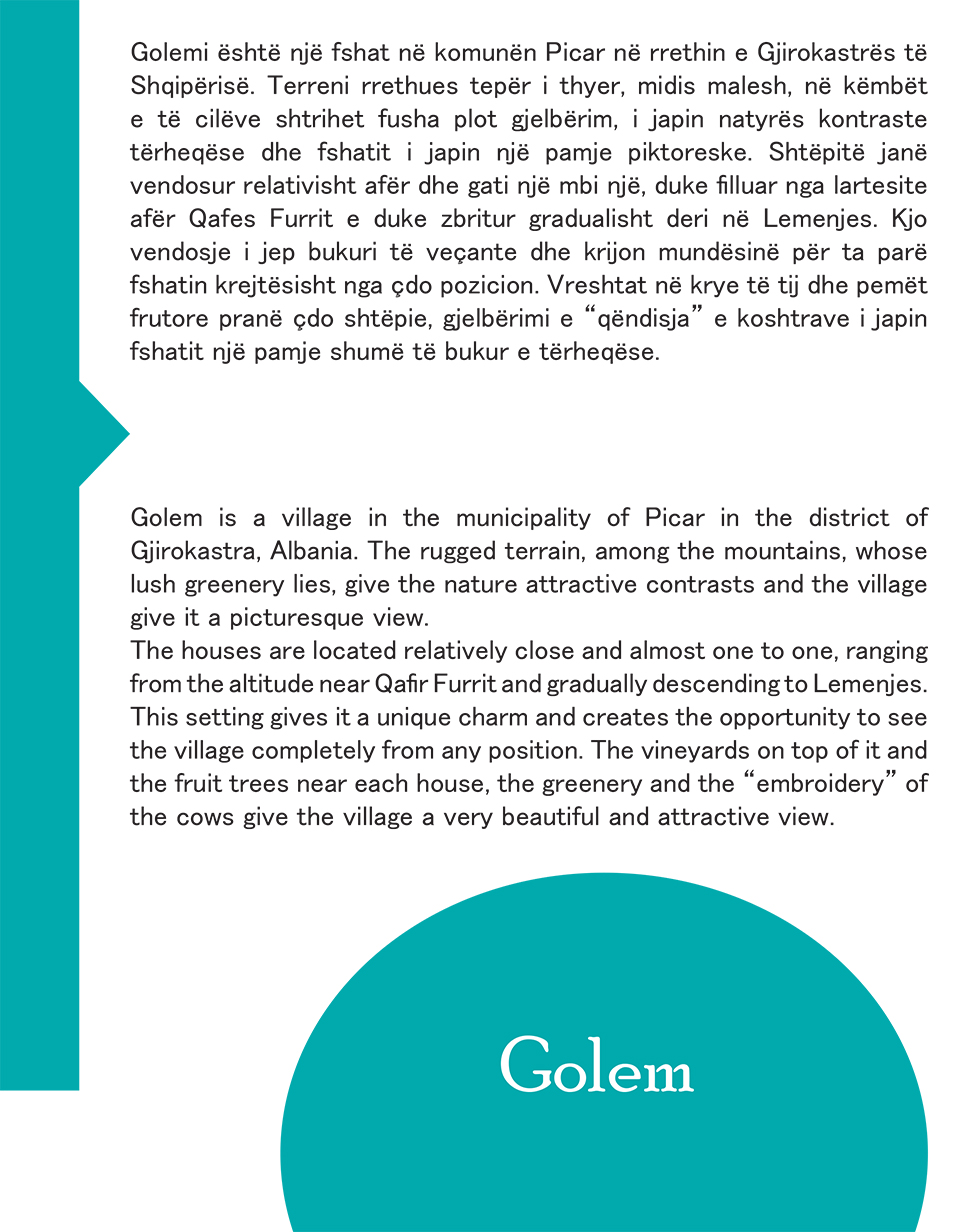 Golemi është një fshat në komunën Picar në rrethin e Gjirokastrës të
Shqipërisë. Terreni rrethues tepër i thyer, midis malesh, në këmbët
e të cilëve shtrihet fusha plot gjelbërim, i japin natyrës kontraste
tërheqëse dhe fshatit i japin një pamje piktoreske. Shtëpitë janë
vendosur relativisht afër dhe gati një mbi një, duke filluar nga lartesite
afër Qafes Furrit e duke zbritur gradualisht deri në Lemenjes. Kjo
vendosje i jep bukuri të veçante dhe krijon mundësinë për ta parë
fshatin krejtësisht nga çdo pozicion. Vreshtat në krye të tij dhe pemët
frutore pranë çdo shtëpie, gjelbërimi e “qëndisja” e koshtrave i japin
fshatit një pamje shumë të bukur e tërheqëse.
Golem is a village in the municipality of Picar in the district of
Gjirokastra, Albania. The rugged terrain, among the mountains, whose
lush greenery lies, give the nature attractive contrasts and the village
give it a picturesque view.
The houses are located relatively close and almost one to one, ranging
from the altitude near Qafir Furrit and gradually descending to Lemenjes.
This setting gives it a unique charm and creates the opportunity to see
the village completely from any position. The vineyards on top of it and
the fruit trees near each house, the greenery and the “embroidery” of
the cows give the village a very beautiful and attractive view.
Golem